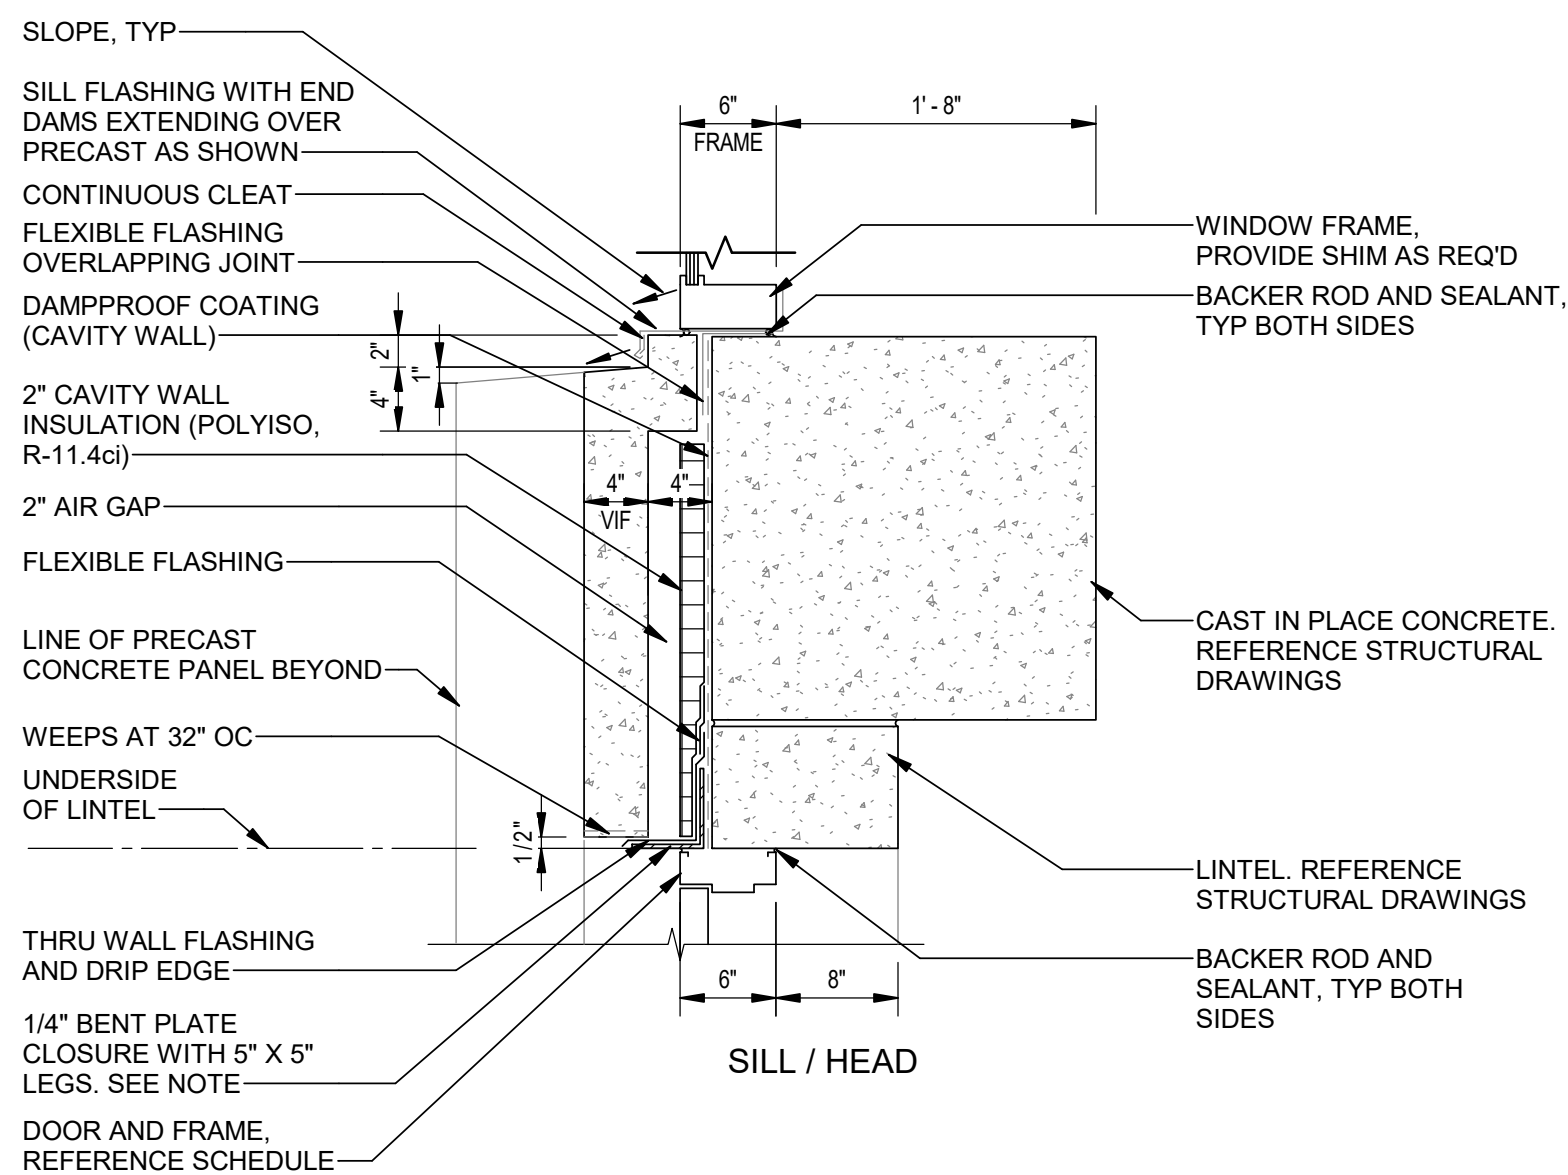 SLOPE, TYP
SILL FLASHING WITH END
DAMS EXTENDING OVER
PRECAST AS SHOWN
CONTINUOUS CLEAT
FLEXIBLE FLASHING
OVERLAPPING JOINT
DAMPPROOF COATING
(CAVITY WALL)
2" CAVITY WALL
INSULATION (POLYISO,
R-11.4ci)
2" AIR GAP
FLEXIBLE FLASHING
LINE OF PRECAST
CONCRETE PANEL BEYOND
WEEPS AT 32" OC
UNDERSIDE
OF LINTEL
THRU WALL FLASHING
AND DRIP EDGE
1/4" BENT PLATE
CLOSURE WITH 5" X 5"
LEGS. SEE NOTE
DOOR AND FRAME,
REFERENCE SCHEDULE
6"
FRAME
1' - 8"
2"
1"
4"
4"
VIF
4"
1/2"
6"
8"
SILL / HEAD
WINDOW FRAME,
PROVIDE SHIM AS REQ'D
BACKER ROD AND SEALANT,
TYP BOTH SIDES
CAST IN PLACE CONCRETE.
REFERENCE STRUCTURAL
DRAWINGS
LINTEL. REFERENCE
STRUCTURAL DRAWINGS
BACKER ROD AND
SEALANT, TYP BOTH
SIDES